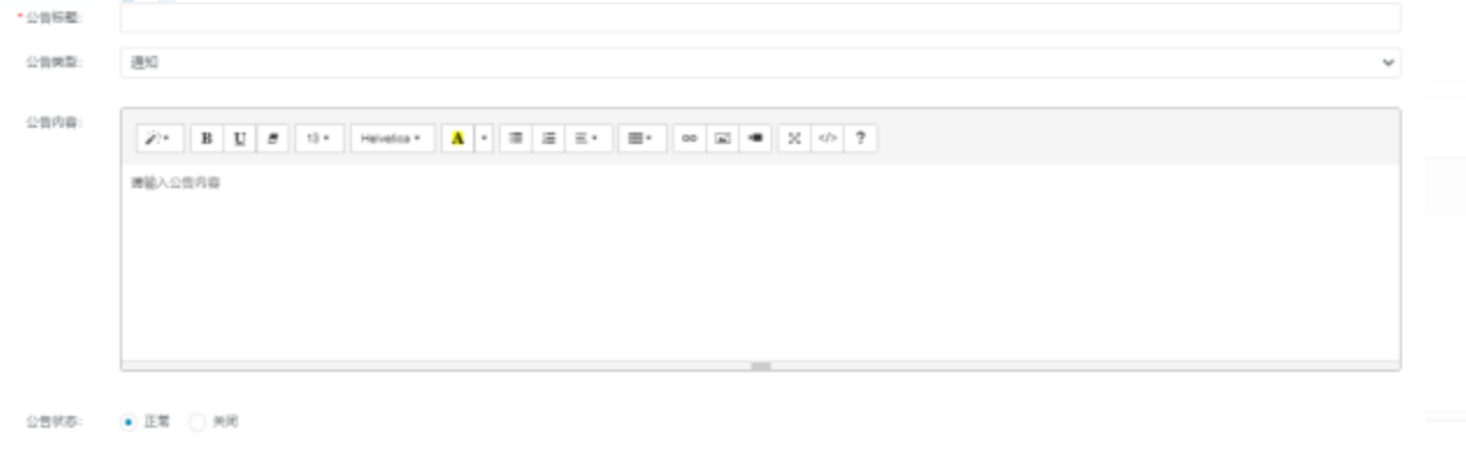 * 公告标题:
公告类型: 通知
公告内容:
B U 13 Helvetica A </> ?
请输入公告内容
公告状态: 正常 关闭